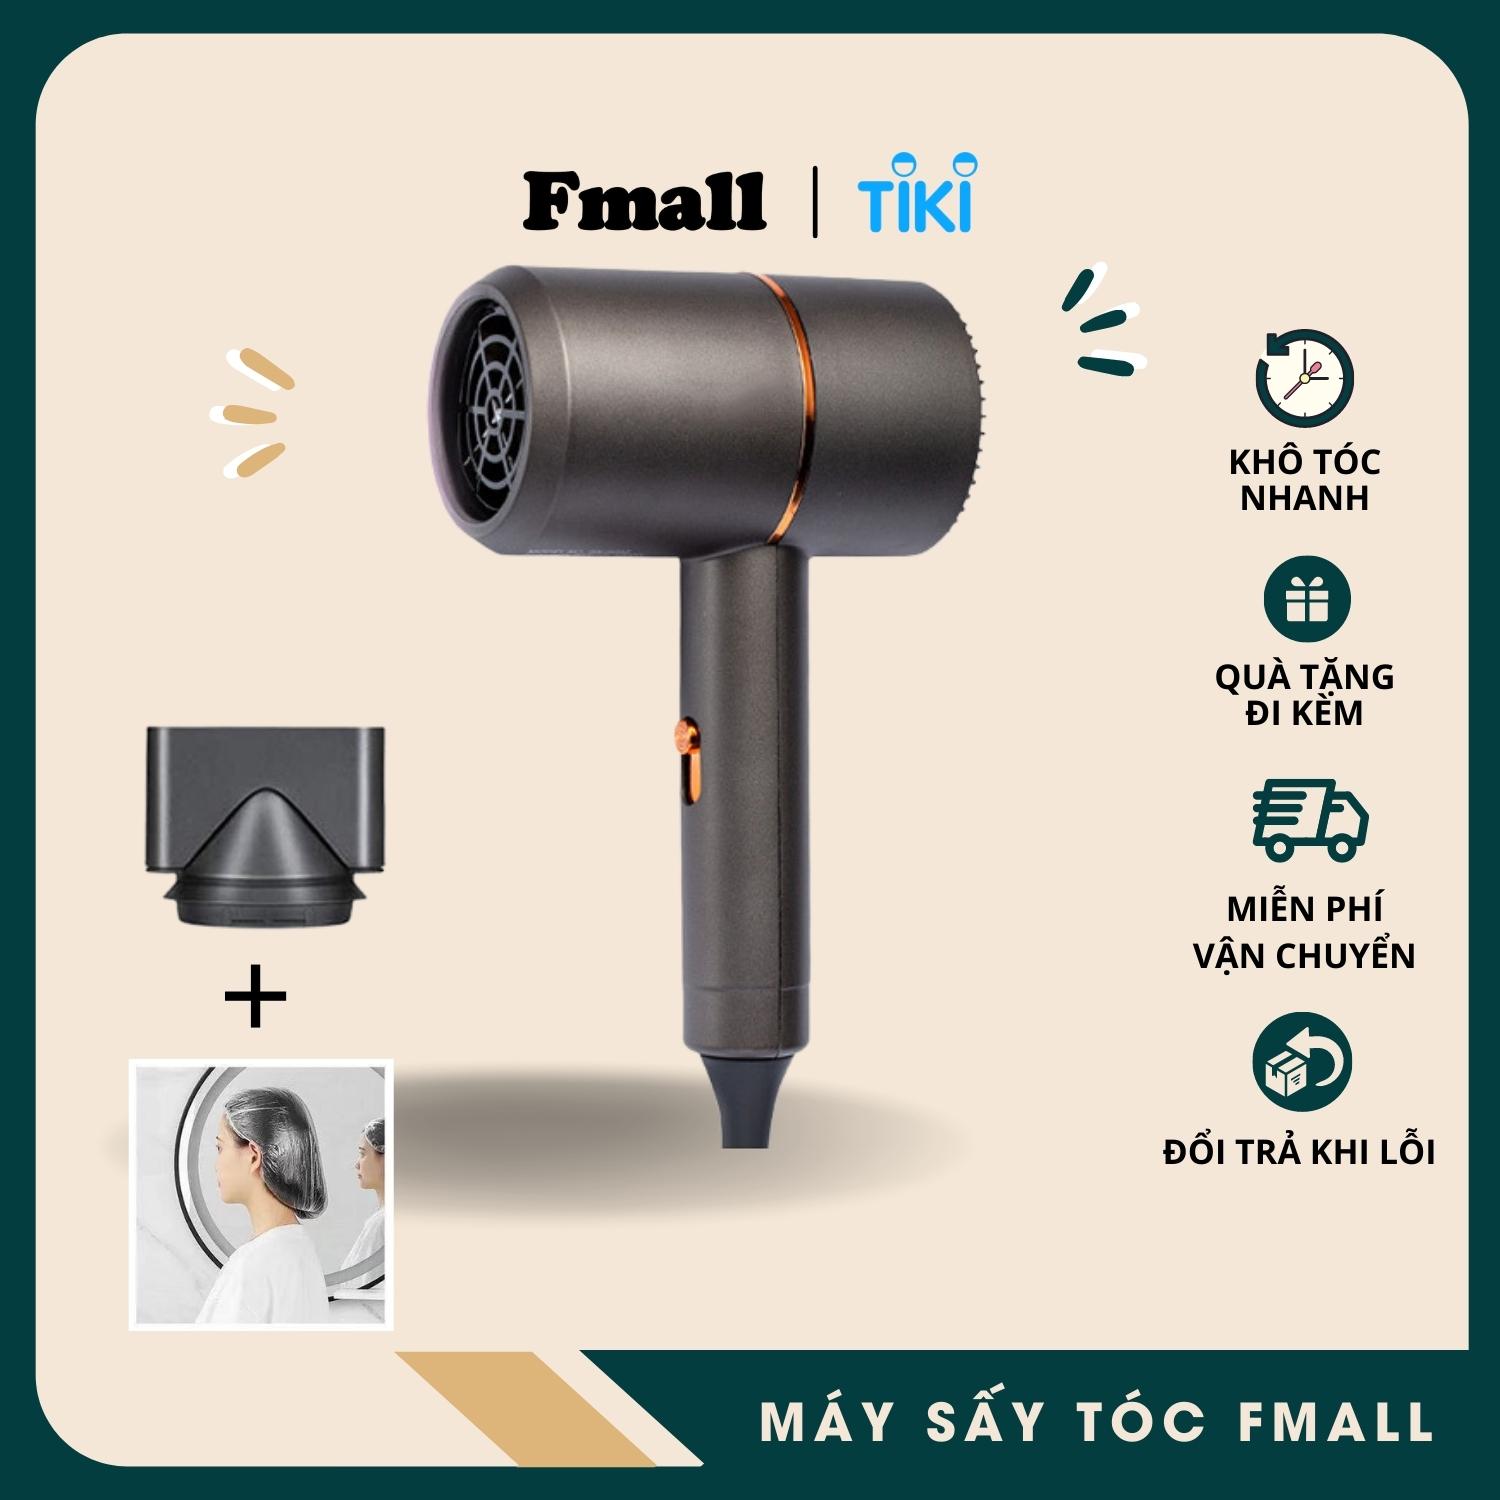 Fmall | TIKI
KHÔ TÓC
NHANH
QUÀ TẶNG
ĐI KÈM
MIỄN PHÍ
VẬN CHUYỂN
ĐỔI TRẢ KHI LỖI
MÁY SẤY TÓC FMALL